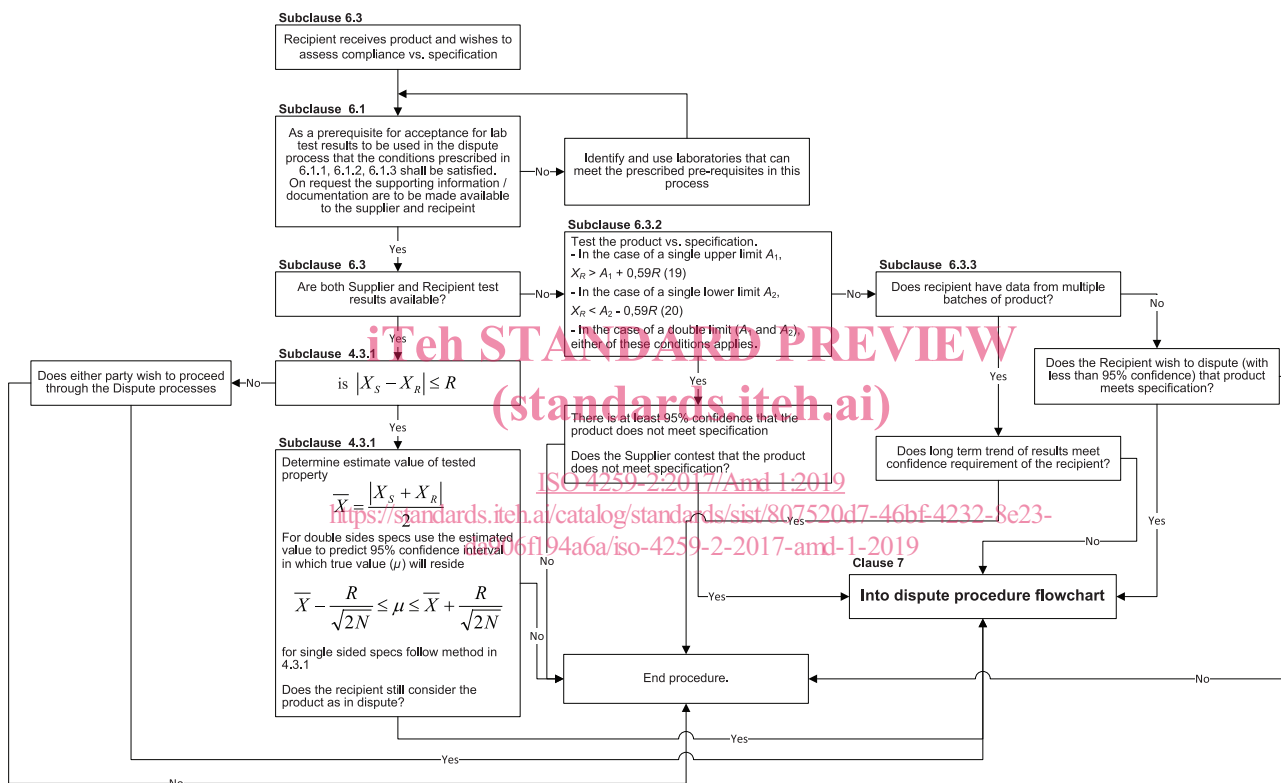 Subclause 6.3
Recipient receives product and wishes to
assess compliance vs. specification
Subclause 6.1
As a prerequisite for acceptance for lab
test results to be used in the dispute
process that the conditions prescribed in
6.1.1, 6.1.2, 6.1.3 shall be satisfied.
On request the supporting information /
documentation are to be made available
to the supplier and recipeint
No
Identify and use laboratories that can
meet the prescribed pre-requisites in this
process
Yes
Subclause 6.3
Are both Supplier and Recipient test
results available?
No
Subclause 6.3.2
Test the product vs. specification.
- In the case of a single upper limit A₁,
X_R > A₁ + 0,59R (19)
- In the case of a single lower limit A₂,
X_R < A₂ - 0,59R (20)
- In the case of a double limit (A₁ and A₂),
either of these conditions applies.
No
Subclause 6.3.3
Does recipient have data from multiple
batches of product?
No
Does the Recipient wish to dispute (with
less than 95% confidence) that product
meets specification?
Yes
Yes
Yes
iTeh STANDARD PREVIEW
(standards.iteh.ai)
Subclause 4.3.1
is |X_S − X_R| ≤ R
No
Does either party wish to proceed
through the Dispute processes
Yes
There is at least 95% confidence that the
product does not meet specification
Does the Supplier contest that the product
does not meet specification?
Does long term trend of results meet
confidence requirement of the recipient?
ISO 4259-2:2017/Amd 1:2019
https://standards.iteh.ai/catalog/standards/sist/807520d7-46bf-4232-8e23-
da906f194a6a/iso-4259-2-2017-amd-1-2019
Yes
Yes
No
No
Subclause 4.3.1
Determine estimate value of tested
property
X̅ = |X_S + X_R| / 2
For double sides specs use the estimated
value to predict 95% confidence interval
in which true value (µ) will reside
X̅ − R/√2N ≤ µ ≤ X̅ + R/√2N
for single sided specs follow method in
4.3.1
Does the recipient still consider the
product as in dispute?
Clause 7
Into dispute procedure flowchart
Yes
No
End procedure.
No
Yes
Yes
No